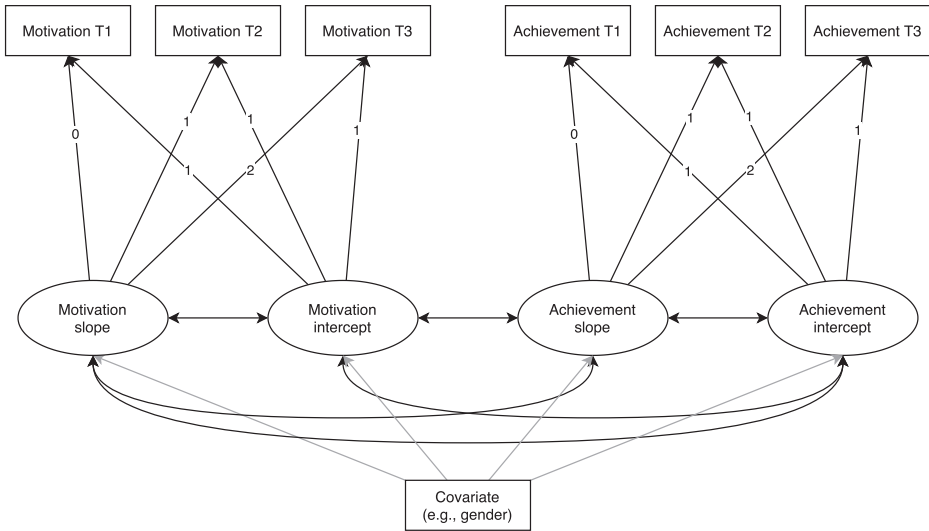 Motivation T1
Motivation T2
Motivation T3
Achievement T1
Achievement T2
Achievement T3
0
1
1
1
0
1
1
1
1
2
1
2
Motivation
slope
Motivation
intercept
Achievement
slope
Achievement
intercept
Covariate
(e.g., gender)